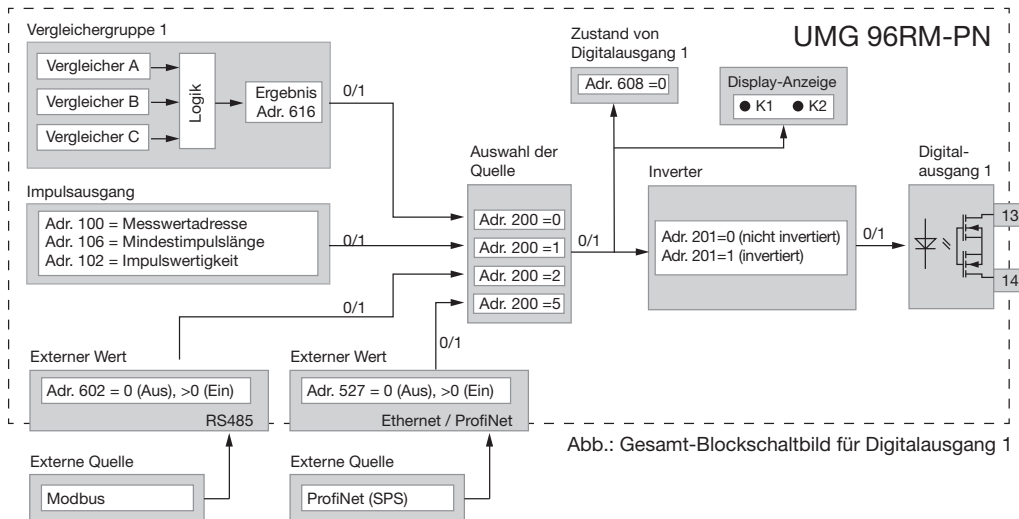 UMG 96RM-PN
Vergleichergruppe 1
Vergleicher A
Vergleicher B
Vergleicher C
Logik
Ergebnis
Adr. 616
0/1
Zustand von
Digitalausgang 1
Adr. 608 =0
Display-Anzeige
K1
K2
Impulsausgang
Adr. 100 = Messwertadresse
Adr. 106 = Mindestimpulslänge
Adr. 102 = Impulswertigkeit
0/1
Auswahl der
Quelle
Adr. 200 =0
Adr. 200 =1
Adr. 200 =2
Adr. 200 =5
0/1
Inverter
Adr. 201=0 (nicht invertiert)
Adr. 201=1 (invertiert)
0/1
Digital-
ausgang 1
13
14
0/1
0/1
Externer Wert
Adr. 602 = 0 (Aus), >0 (Ein)
RS485
Externer Wert
Adr. 527 = 0 (Aus), >0 (Ein)
Ethernet / ProfiNet
Abb.: Gesamt-Blockschaltbild für Digitalausgang 1
Externe Quelle
Modbus
Externe Quelle
ProfiNet (SPS)